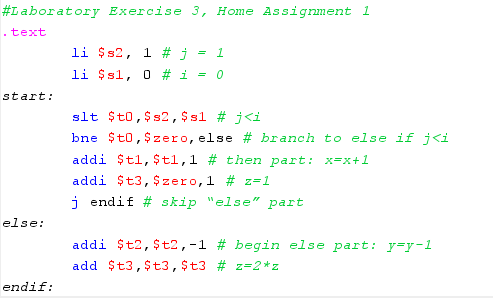 #Laboratory Exercise 3, Home Assignment 1
.text
li $s2, 1 # j = 1
li $s1, 0 # i = 0
start:
slt $t0,$s2,$s1 # j<i
bne $t0,$zero,else # branch to else if j<i
addi $t1,$t1,1 # then part: x=x+1
addi $t3,$zero,1 # z=1
j endif # skip “else” part
else:
addi $t2,$t2,-1 # begin else part: y=y-1
add $t3,$t3,$t3 # z=2*z
endif: